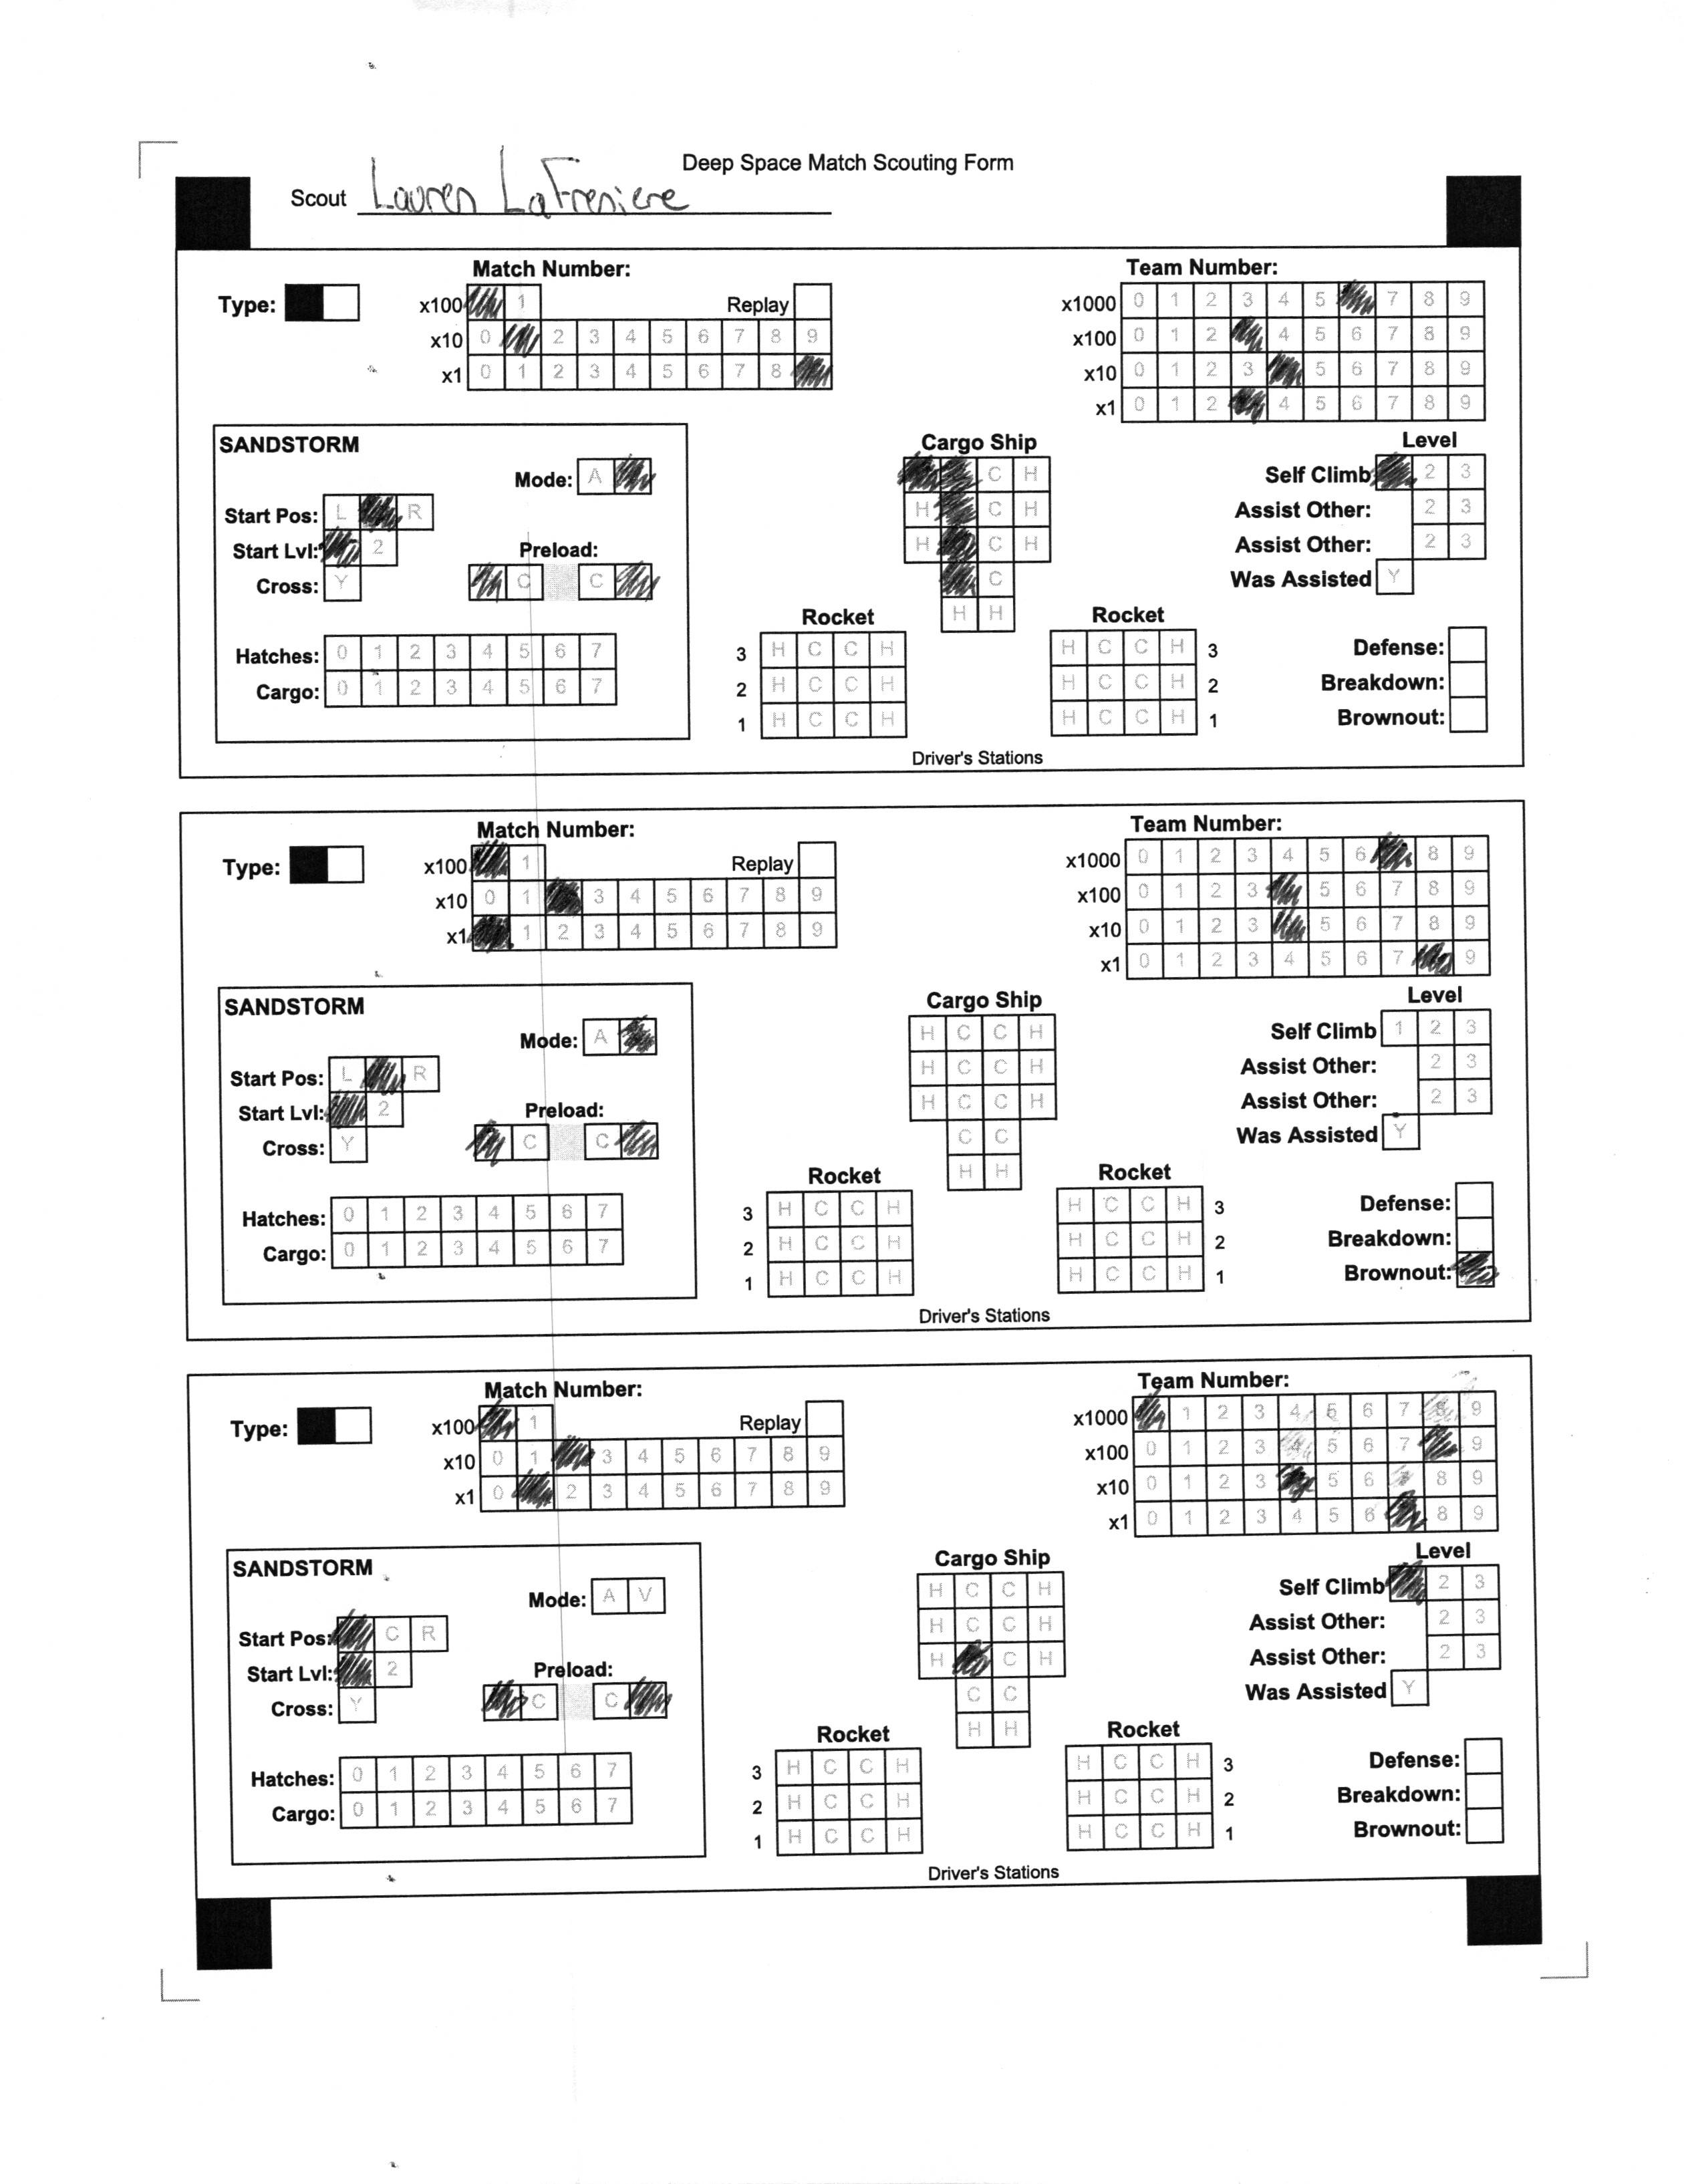 Deep Space Match Scouting Form
Scout Lauren LaFreniere
Match Number: Team Number:
Type: x100 1 Replay x1000 0 1 2 3 4 5 7 8 9
x10 0 2 3 4 5 6 7 8 9 x100 0 1 2 4 5 6 7 8 9
x1 0 1 2 3 4 5 6 7 8 x10 0 1 2 3 5 6 7 8 9
x1 0 1 2 4 5 6 7 8 9
SANDSTORM Cargo Ship Level
Mode: A C H Self Climb 2 3
Start Pos: L R H C H Assist Other: 2 3
Start Lvl: 2 Preload: H C H Assist Other: 2 3
Cross: Y C C C Was Assisted Y
Rocket H H Rocket
Hatches: 0 1 2 3 4 5 6 7 3 H C C H H C C H 3 Defense:
Cargo: 0 1 2 3 4 5 6 7 2 H C C H H C C H 2 Breakdown:
1 H C C H H C C H 1 Brownout:
Driver's Stations
Match Number: Team Number:
Type: x100 1 Replay x1000 0 1 2 3 4 5 6 8 9
x10 0 1 3 4 5 6 7 8 9 x100 0 1 2 3 5 6 7 8 9
x1 1 2 3 4 5 6 7 8 9 x10 0 1 2 3 5 6 7 8 9
x1 0 1 2 3 4 5 6 7 9
SANDSTORM Cargo Ship Level
Mode: A H C C H Self Climb 1 2 3
Start Pos: L R H C C H Assist Other: 2 3
Start Lvl: 2 Preload: H C C H Assist Other: 2 3
Cross: Y C C C C Was Assisted Y
Rocket H H Rocket
Hatches: 0 1 2 3 4 5 6 7 3 H C C H H C C H 3 Defense:
Cargo: 0 1 2 3 4 5 6 7 2 H C C H H C C H 2 Breakdown:
1 H C C H H C C H 1 Brownout:
Driver's Stations
Match Number: Team Number:
Type: x100 1 Replay x1000 1 2 3 4 5 6 7 8 9
x10 0 1 3 4 5 6 7 8 9 x100 0 1 2 3 4 5 6 7 9
x1 0 2 3 4 5 6 7 8 9 x10 0 1 2 3 5 6 7 8 9
x1 0 1 2 3 4 5 6 8 9
SANDSTORM Cargo Ship Level
Mode: A V H C C H Self Climb 2 3
Start Pos: C R H C C H Assist Other: 2 3
Start Lvl: 2 Preload: H C H Assist Other: 2 3
Cross: Y C C C C Was Assisted Y
Rocket H H Rocket
Hatches: 0 1 2 3 4 5 6 7 3 H C C H H C C H 3 Defense:
Cargo: 0 1 2 3 4 5 6 7 2 H C C H H C C H 2 Breakdown:
1 H C C H H C C H 1 Brownout:
Driver's Stations